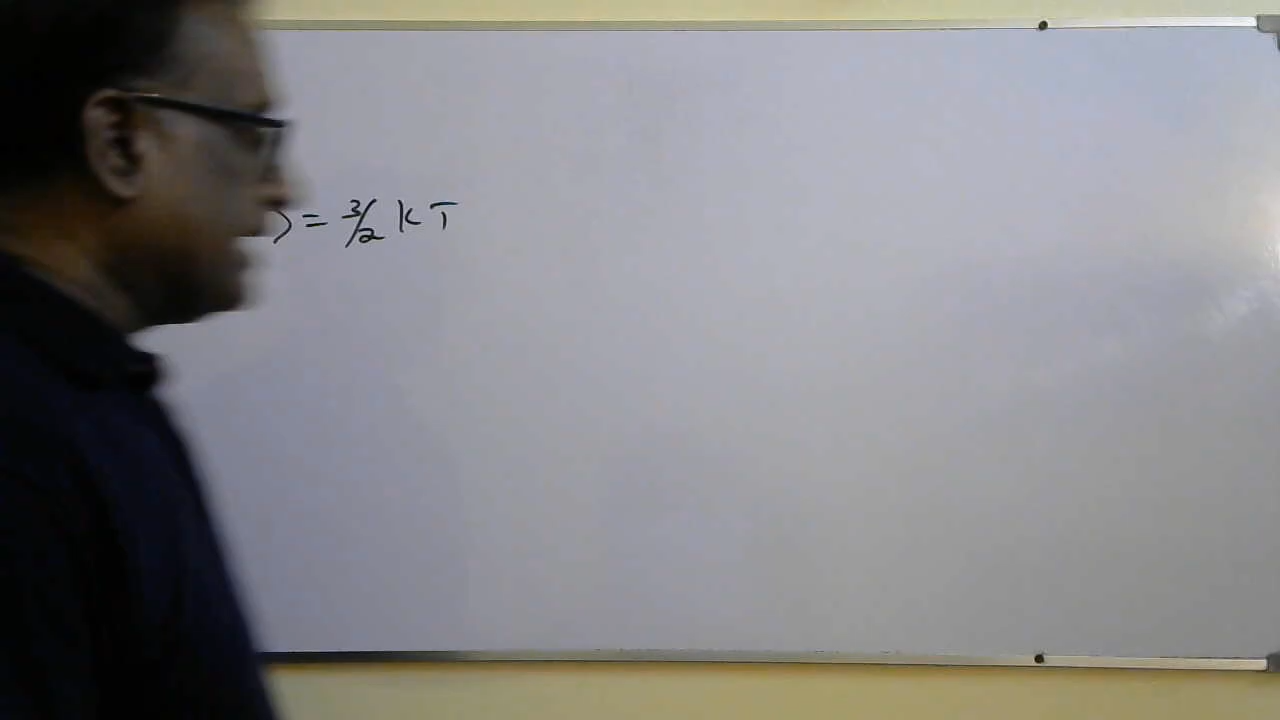 ) = 3/2 KT